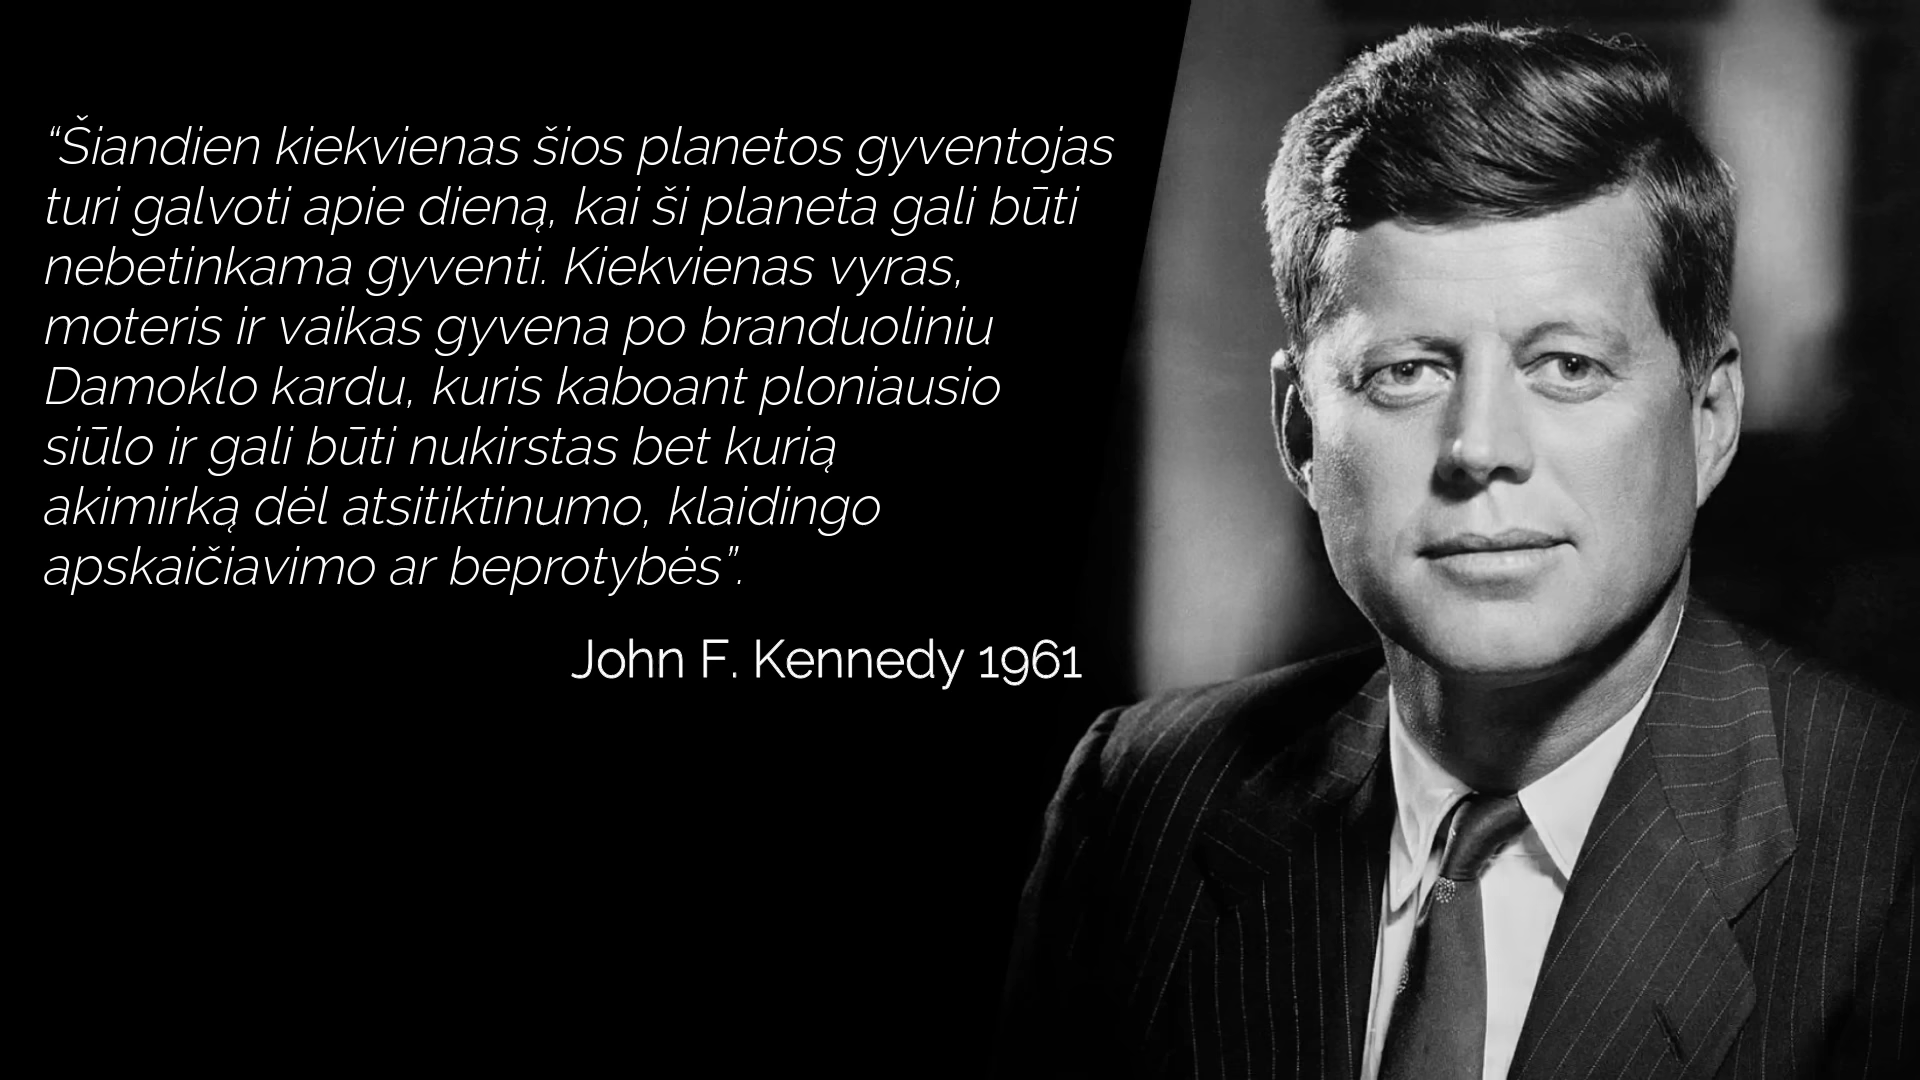 “Šiandien kiekvienas šios planetos gyventojas
turi galvoti apie dieną, kai ši planeta gali būti
nebetinkama gyventi. Kiekvienas vyras,
moteris ir vaikas gyvena po branduoliniu
Damoklo kardu, kuris kaboant ploniausio
siūlo ir gali būti nukirstas bet kurią
akimirką dėl atsitiktinumo, klaidingo
apskaičiavimo ar beprotybės”.
John F. Kennedy 1961